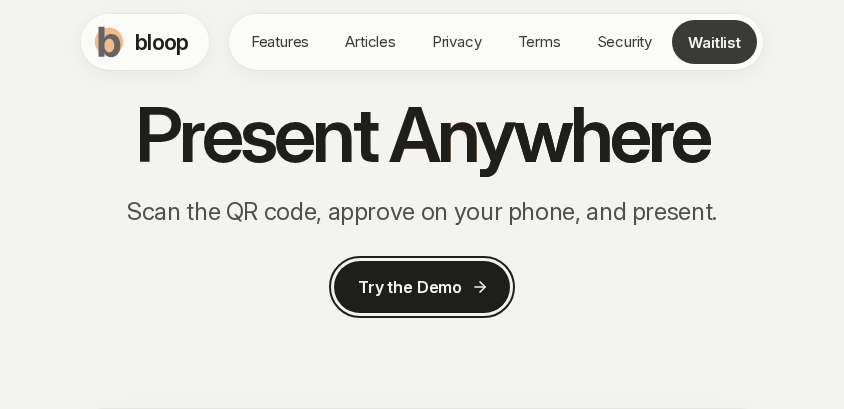 b bloop
Features Articles Privacy Terms Security Waitlist
Present Anywhere
Scan the QR code, approve on your phone, and present.
Try the Demo →